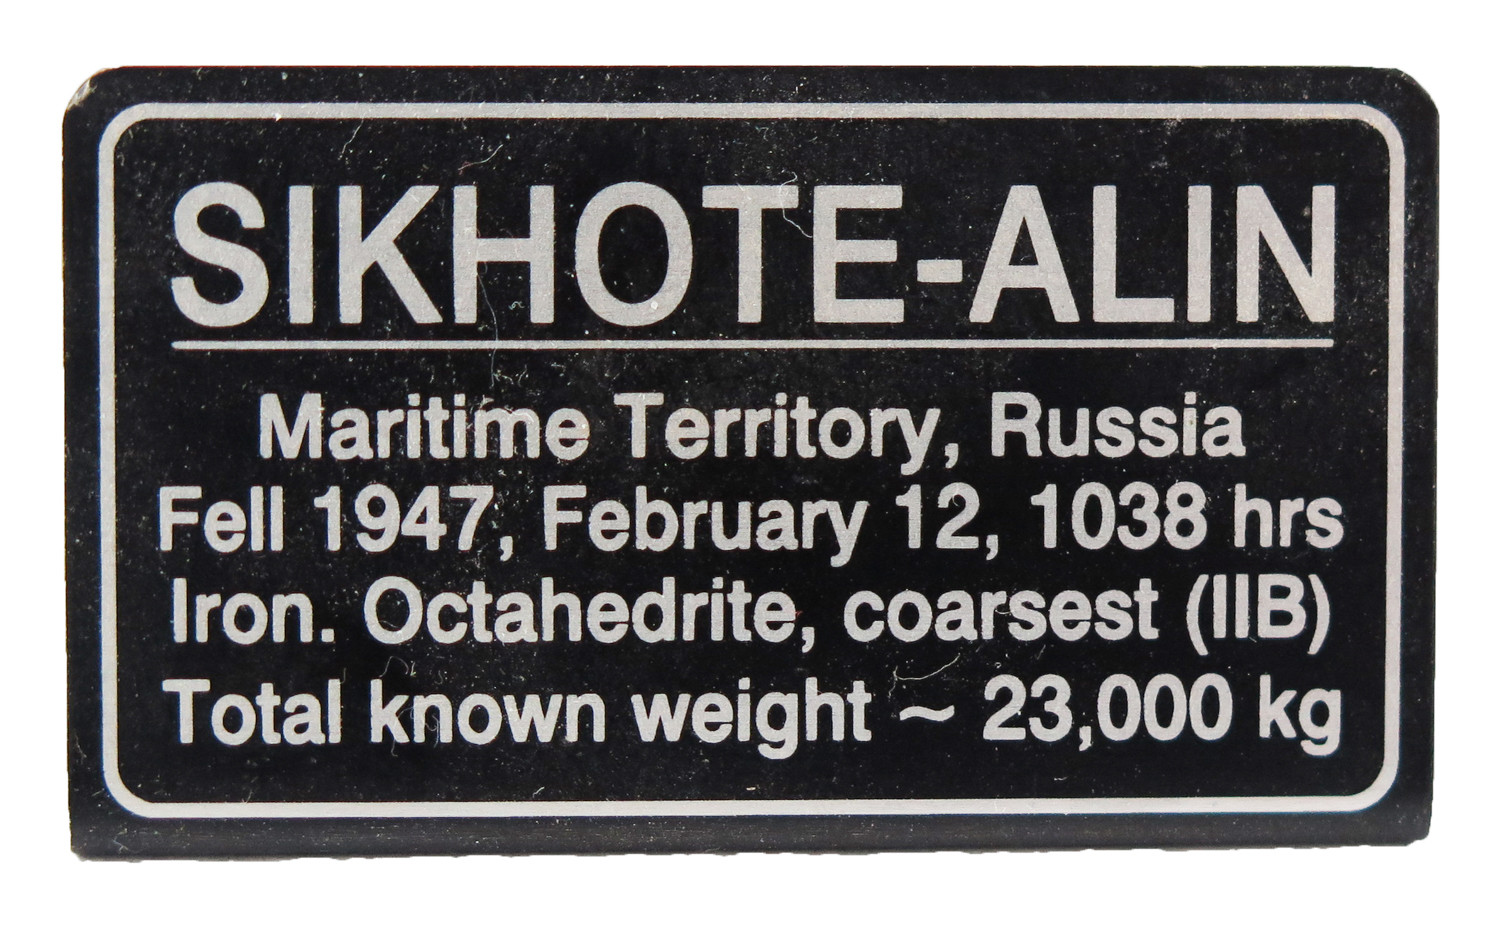 SIKHOTE-ALIN
Maritime Territory, Russia
Fell 1947, February 12, 1038 hrs
Iron. Octahedrite, coarsest (IIB)
Total known weight ~ 23,000 kg